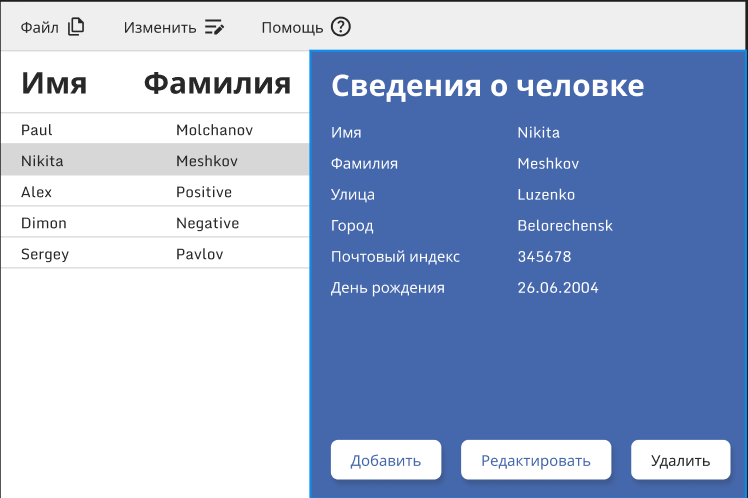 Файл Изменить Помощь
Имя Фамилия
Paul Molchanov
Nikita Meshkov
Alex Positive
Dimon Negative
Sergey Pavlov
Сведения о человке
Имя Nikita
Фамилия Meshkov
Улица Luzenko
Город Belorechensk
Почтовый индекс 345678
День рождения 26.06.2004
Добавить Редактировать Удалить